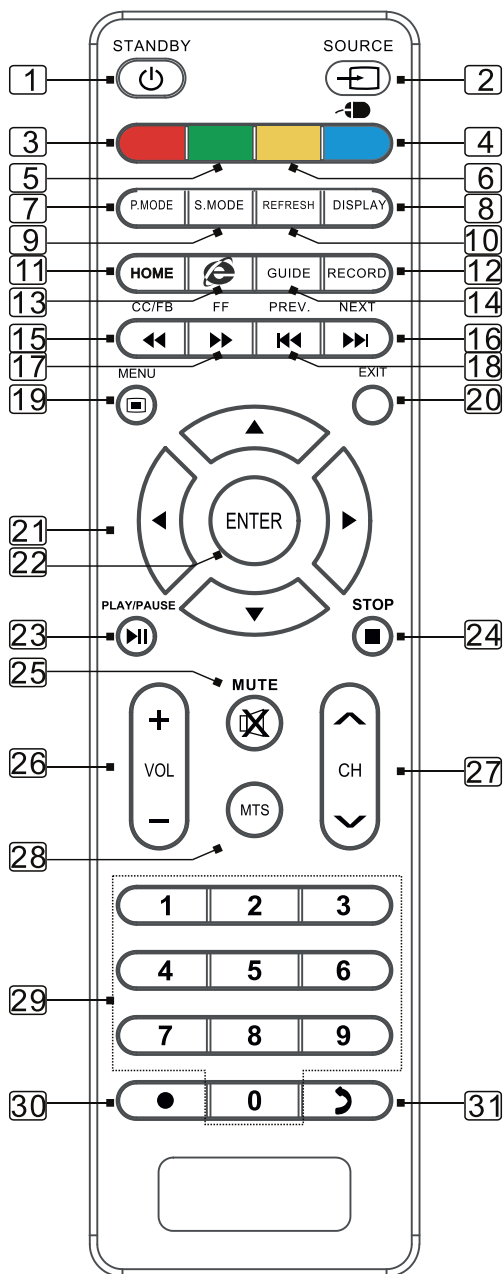 STANDBY SOURCE
1 2
3 4
5 6
7 P.MODE S.MODE REFRESH DISPLAY 8
9 10
11 HOME GUIDE RECORD 12
13 14
CC/FB FF PREV. NEXT
15 16
17 18
MENU EXIT
19 20
21 ENTER
22
PLAY/PAUSE STOP
23 24
25 MUTE
+
26 VOL CH 27
–
MTS
28
1 2 3
4 5 6
29
7 8 9
30 0 31